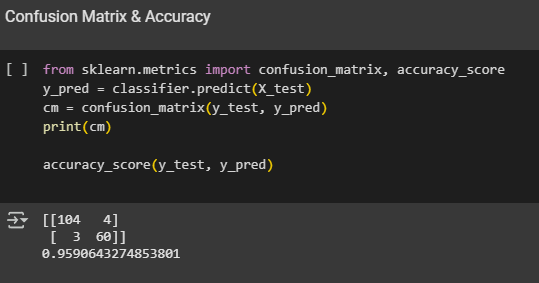 Confusion Matrix & Accuracy
[ ] from sklearn.metrics import confusion_matrix, accuracy_score
y_pred = classifier.predict(X_test)
cm = confusion_matrix(y_test, y_pred)
print(cm)
accuracy_score(y_test, y_pred)
[[104   4]
 [  3  60]]
0.9590643274853801